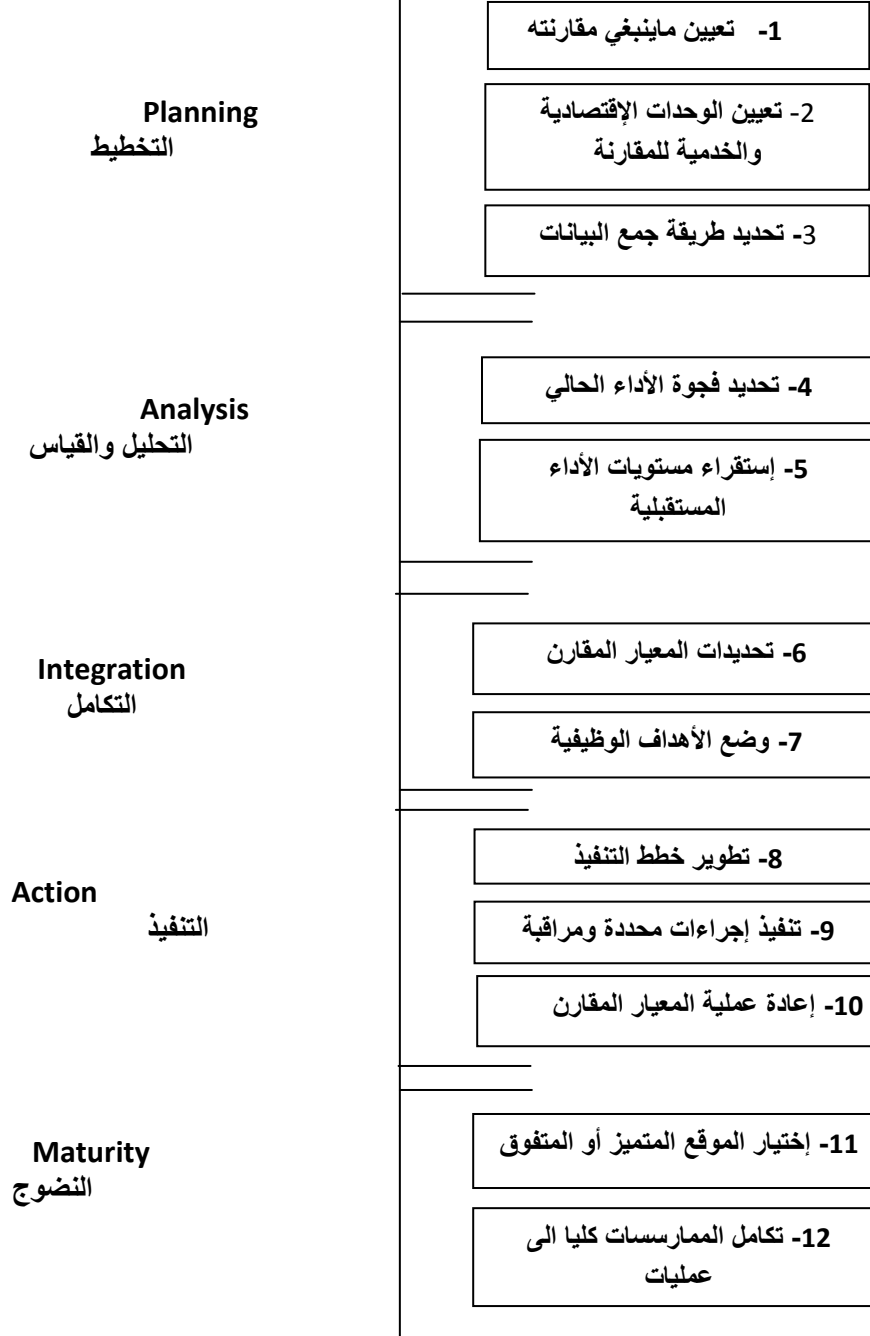 Planning
التخطيط
1- تعيين ماينبغي مقارنته
2- تعيين الوحدات الإقتصادية
والخدمية للمقارنة
3- تحديد طريقة جمع البيانات
Analysis
التحليل والقياس
4- تحديد فجوة الأداء الحالي
5- إستقراء مستويات الأداء
المستقبلية
Integration
التكامل
6- تحديدات المعيار المقارن
7- وضع الأهداف الوظيفية
Action
التنفيذ
8- تطوير خطط التنفيذ
9- تنفيذ إجراءات محددة ومراقبة
10- إعادة عملية المعيار المقارن
Maturity
النضوج
11- إختيار الموقع المتميز أو المتفوق
12- تكامل الممارسسات كليا الى
عمليات